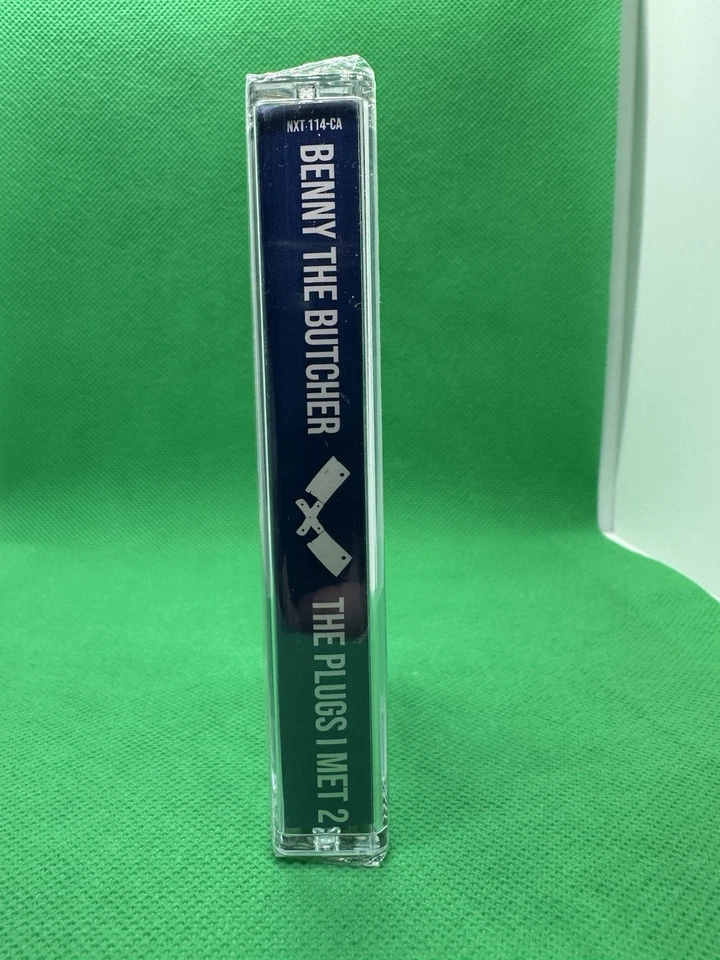 NXT 114-CA
BENNY THE BUTCHER
THE PLUGS I MET 2